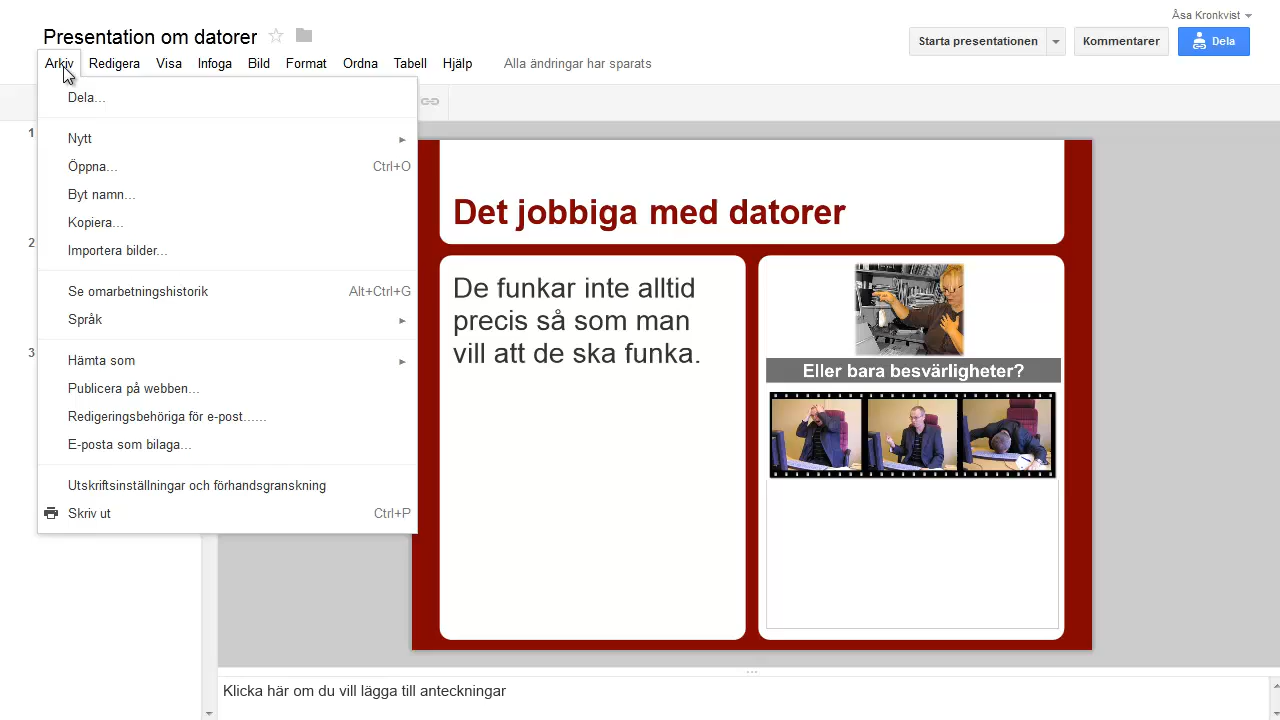 Åsa Kronkvist
Presentation om datorer
Starta presentationen
Kommentarer
Dela
Arkiv Redigera Visa Infoga Bild Format Ordna Tabell Hjälp Alla ändringar har sparats
Dela...
Nytt
Öppna... Ctrl+O
Byt namn...
Kopiera...
Importera bilder...
Se omarbetningshistorik Alt+Ctrl+G
Språk
Hämta som
Publicera på webben...
Redigeringsbehöriga för e-post......
E-posta som bilaga...
Utskriftsinställningar och förhandsgranskning
Skriv ut Ctrl+P
1
2
3
Det jobbiga med datorer
De funkar inte alltid
precis så som man
vill att de ska funka.
Eller bara besvärligheter?
Klicka här om du vill lägga till anteckningar